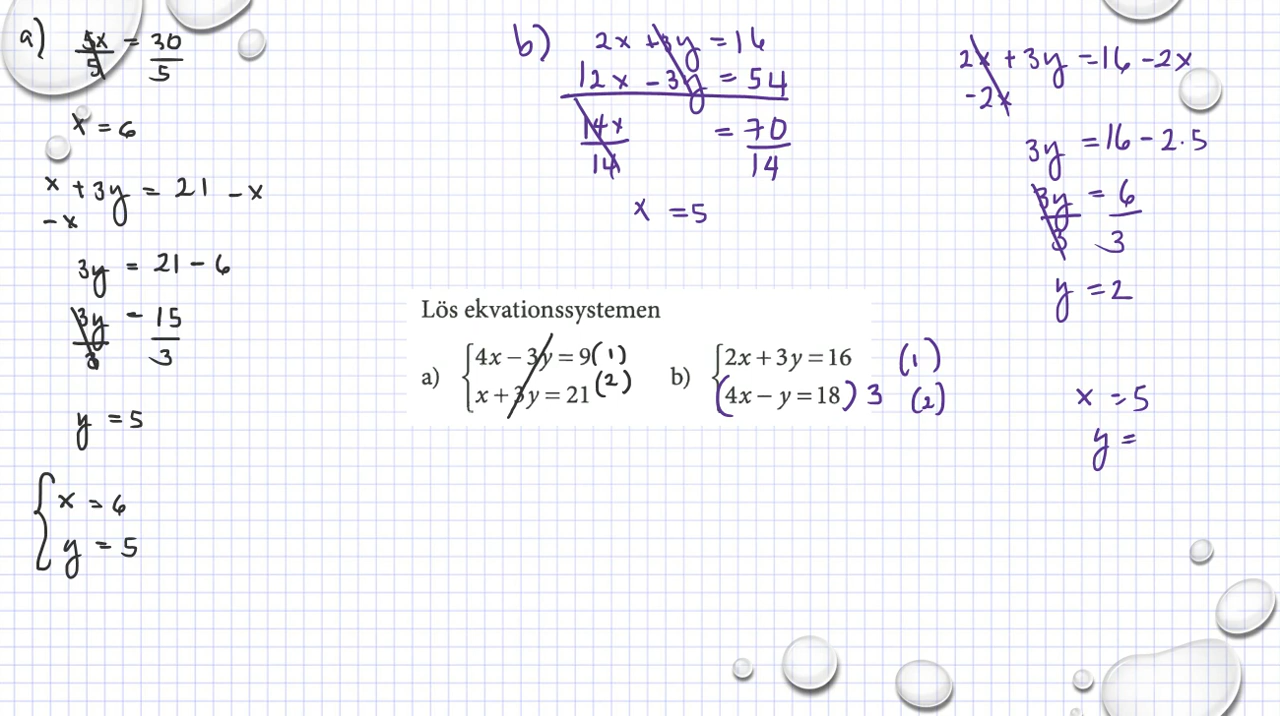 a) 5x = 30
5 5
x = 6
x + 3y = 21 - x
- x
3y = 21 - 6
3y = 15
3 3
y = 5
x = 6
y = 5
b) 2x + 3y = 16
12x - 3y = 54
14x = 70
14 14
x = 5
2x + 3y = 16 - 2x
-2x
3y = 16 - 2·5
3y = 6
3 3
y = 2
Lös ekvationssystemen
a) 4x − 3y = 9 (1)
x + 3y = 21 (2)
b) 2x + 3y = 16 (1)
(4x − y = 18) 3 (2)
x = 5
y =